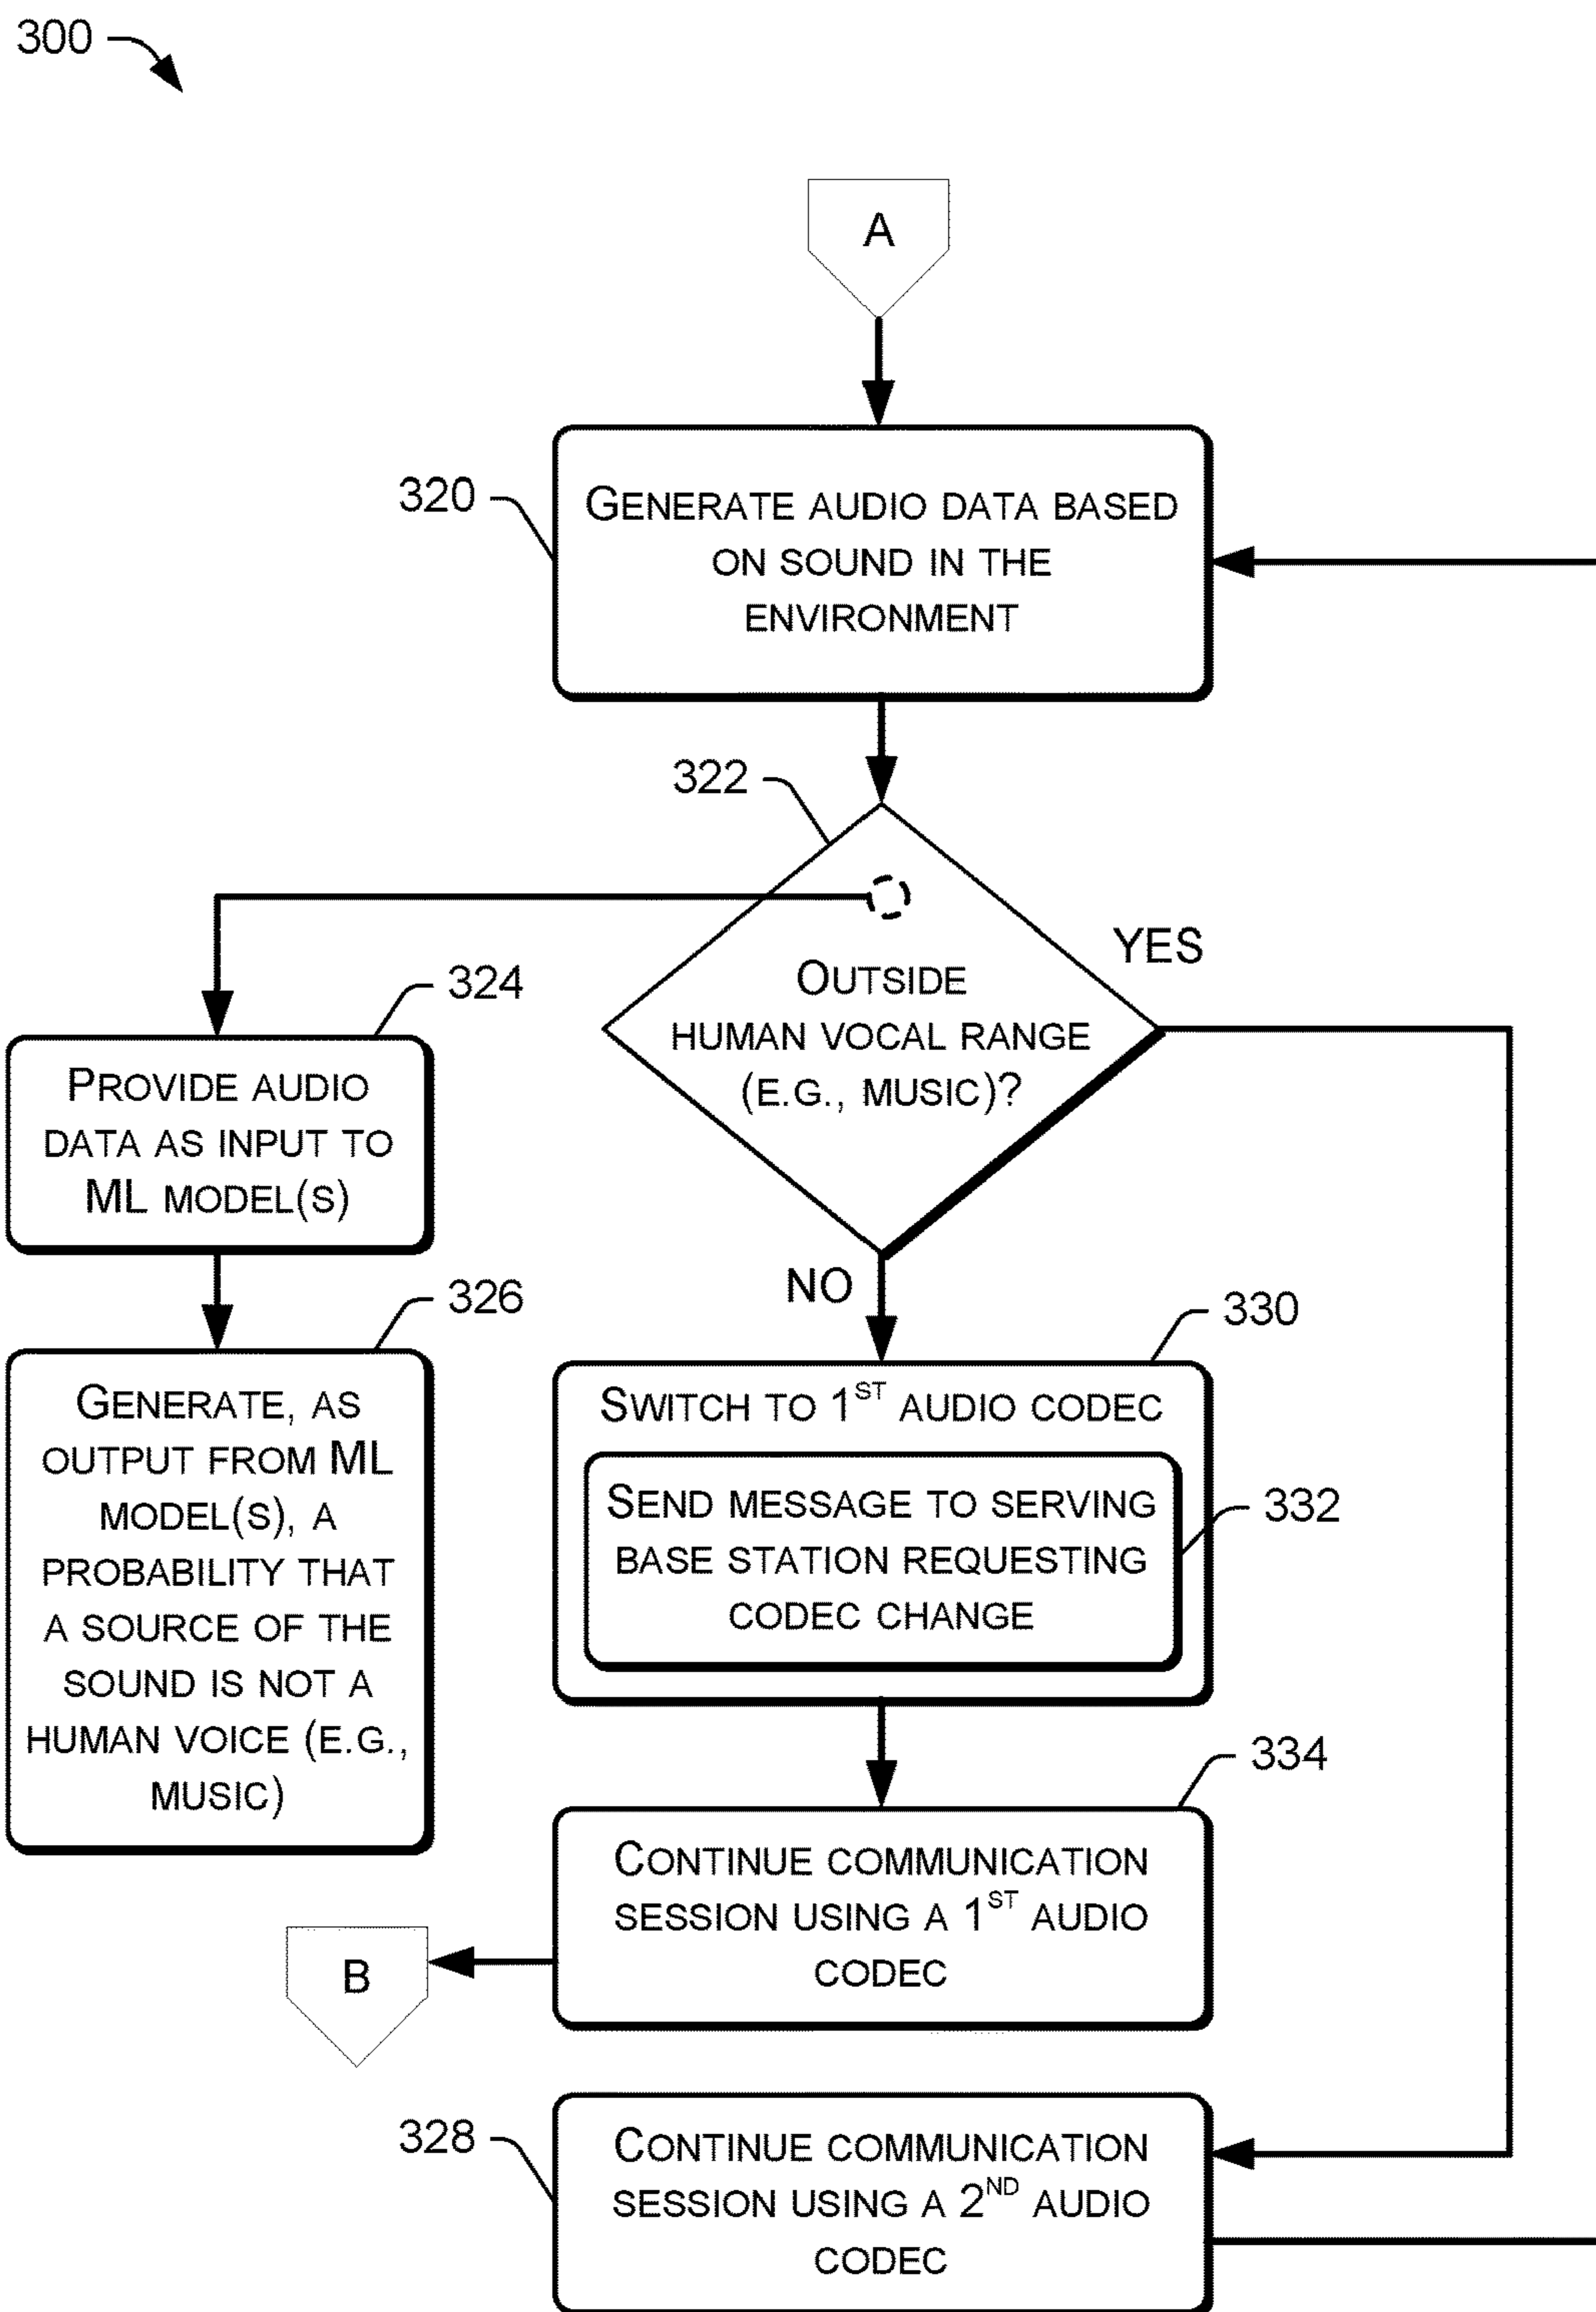 300
A
320
GENERATE AUDIO DATA BASED
ON SOUND IN THE
ENVIRONMENT
322
OUTSIDE
HUMAN VOCAL RANGE
(E.G., MUSIC)?
YES
NO
324
PROVIDE AUDIO
DATA AS INPUT TO
ML MODEL(S)
326
GENERATE, AS
OUTPUT FROM ML
MODEL(S), A
PROBABILITY THAT
A SOURCE OF THE
SOUND IS NOT A
HUMAN VOICE (E.G.,
MUSIC)
330
SWITCH TO 1ST AUDIO CODEC
SEND MESSAGE TO SERVING
BASE STATION REQUESTING
CODEC CHANGE
332
334
CONTINUE COMMUNICATION
SESSION USING A 1ST AUDIO
CODEC
B
328
CONTINUE COMMUNICATION
SESSION USING A 2ND AUDIO
CODEC